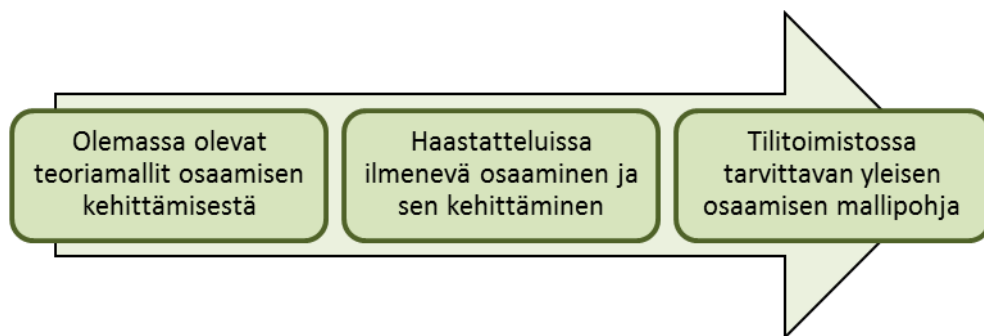 Olemassa olevat
teoriamallit osaamisen
kehittämisestä
Haastatteluissa
ilmenevä osaaminen ja
sen kehittäminen
Tilitoimistossa
tarvittavan yleisen
osaamisen mallipohja